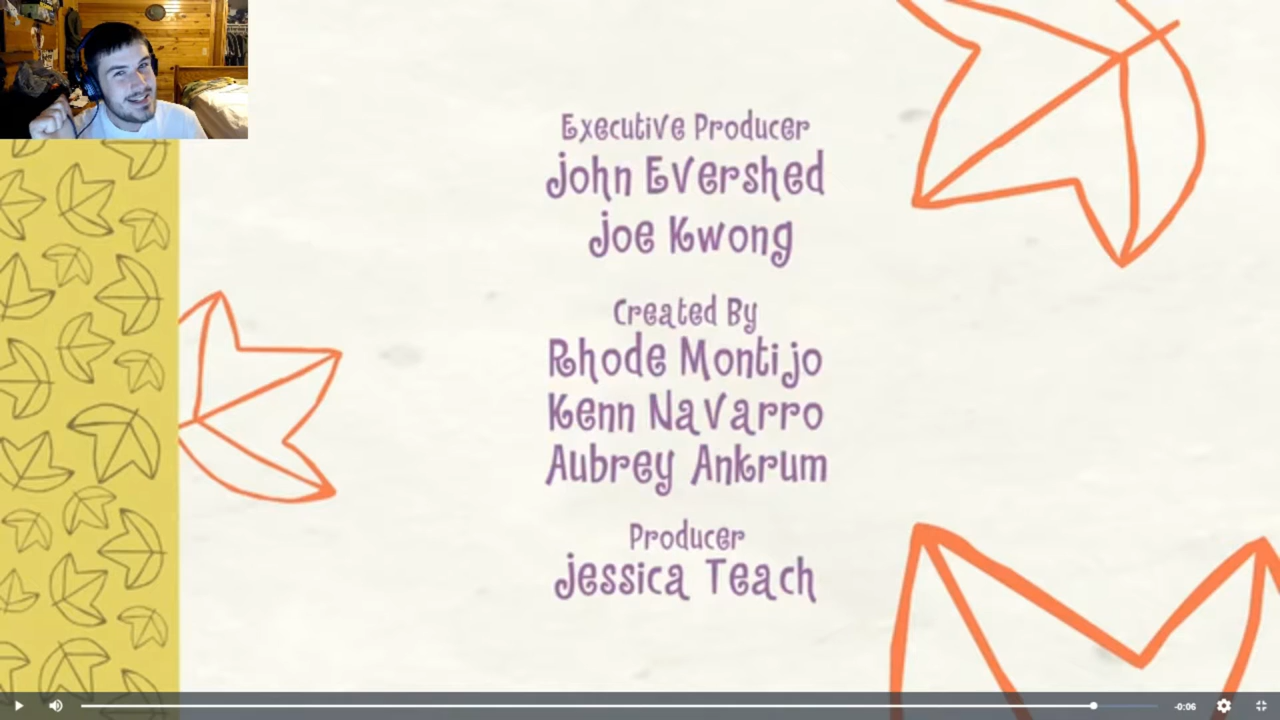 Executive Producer
John Evershed
Joe Kwong
Created By
Rhode Montijo
Kenn Navarro
Aubrey Ankrum
Producer
Jessica Teach
-0:06